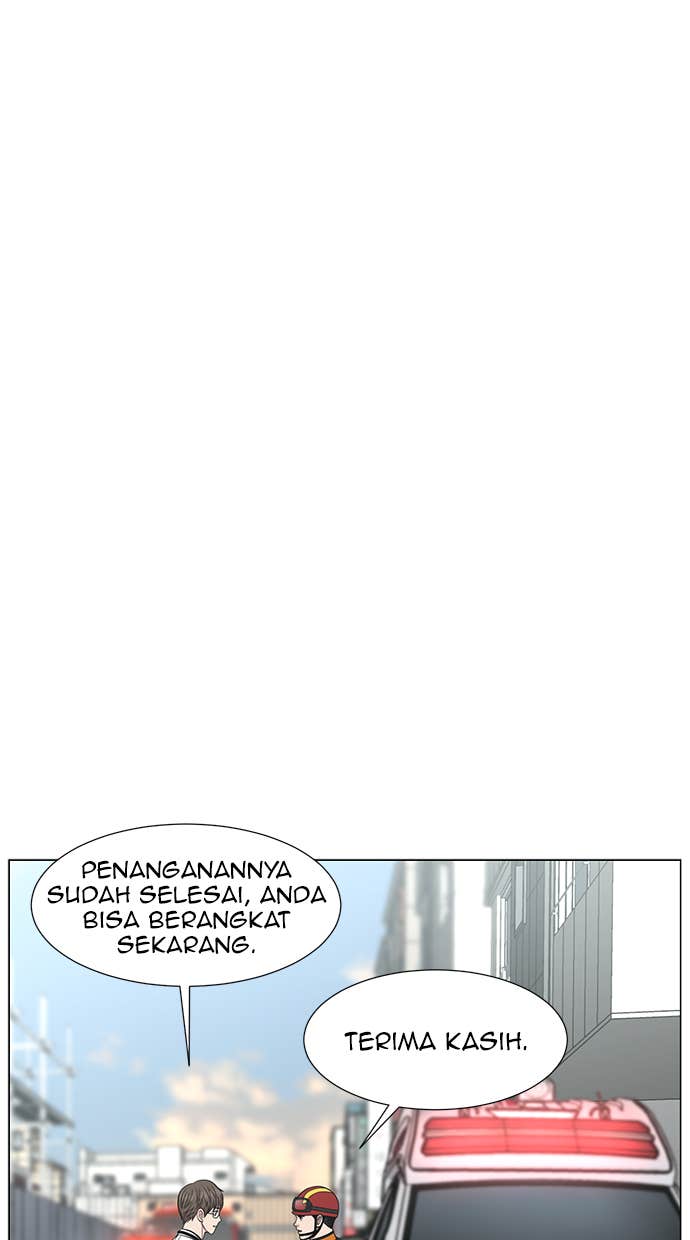 PENANGANANNYA
SUDAH SELESAI, ANDA
BISA BERANGKAT
SEKARANG.
TERIMA KASIH.